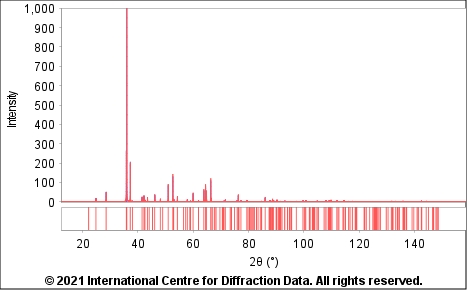 1,000
900
800
700
600
500
400
300
200
100
0
Intensity
20 40 60 80 100 120 140
2θ (°)
© 2021 International Centre for Diffraction Data. All rights reserved.